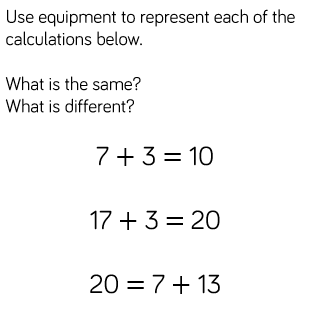 Use equipment to represent each of the
calculations below.
What is the same?
What is different?
7 + 3 = 10
17 + 3 = 20
20 = 7 + 13